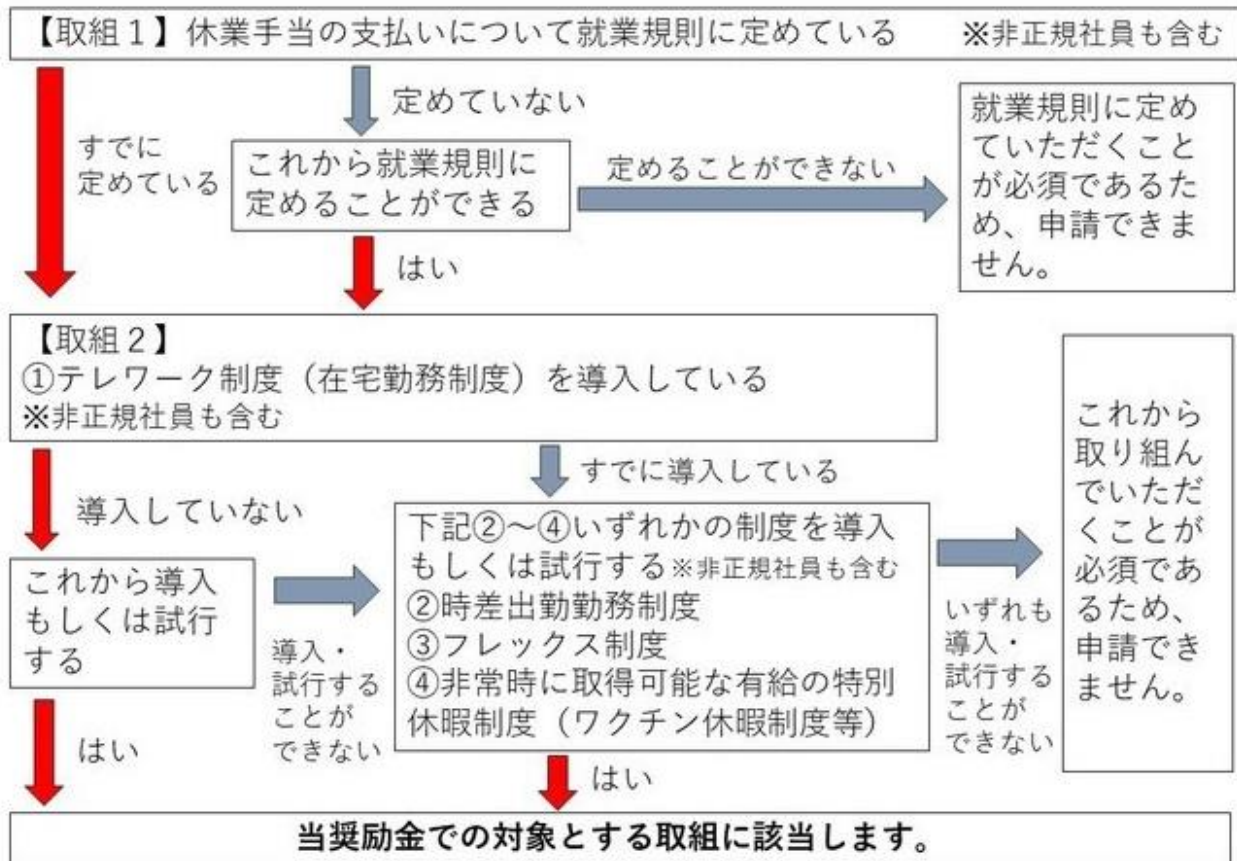 【取組１】休業手当の支払いについて就業規則に定めている　※非正規社員も含む
すでに
定めている
定めていない
これから就業規則に
定めることができる
定めることができない
就業規則に定め
ていただくこと
が必須であるた
め、申請できま
せん。
はい
【取組２】
①テレワーク制度（在宅勤務制度）を導入している
※非正規社員も含む
導入していない
すでに導入している
これから導入
もしくは試行
する
導入・
試行する
ことが
できない
下記②～④いずれかの制度を導入
もしくは試行する※非正規社員も含む
②時差出勤勤務制度
③フレックス制度
④非常時に取得可能な有給の特別
休暇制度（ワクチン休暇制度等）
いずれも
導入・
試行する
ことが
できない
これから
取り組ん
でいただ
くことが
必須であ
るため、
申請でき
ません。
はい
はい
当奨励金での対象とする取組に該当します。